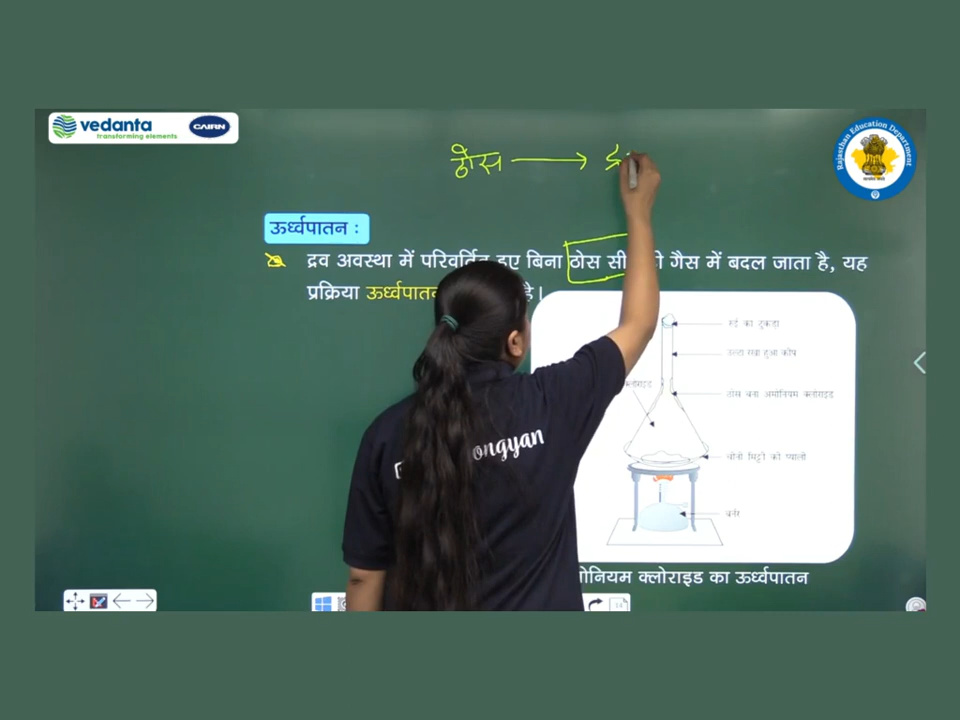 vedanta
transforming elements
CAIRN
Rajasthan Education Department
ठोस → द्र
ऊर्ध्वपातन :
द्रव अवस्था में परिवर्तित हुए बिना ठोस सी ही गैस में बदल जाता है, यह
प्रक्रिया ऊर्ध्वपातन है।
रुई का टुकड़ा
उल्टा रखा हुआ कीप
क्लोराइड
ठोस बना अमोनियम क्लोराइड
चीनी मिट्टी की प्याली
बर्नर
ongyan
ोनियम क्लोराइड का ऊर्ध्वपातन